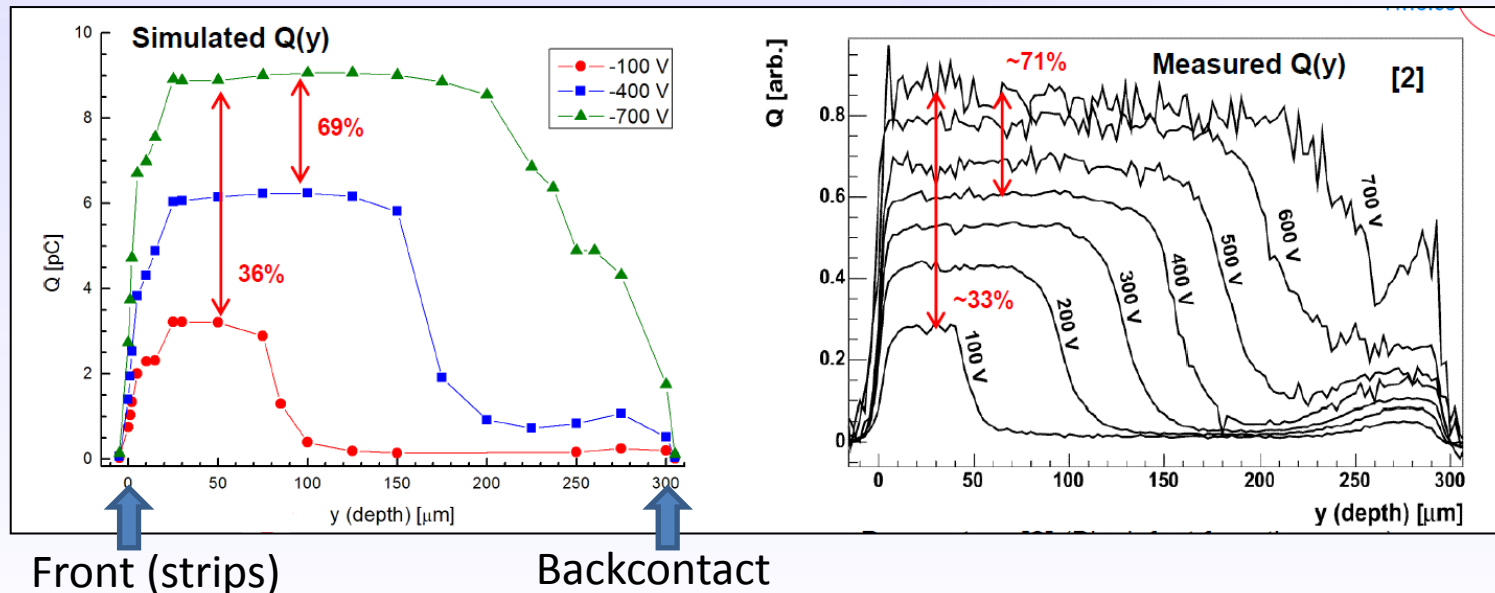 Simulated Q(y)
-100 V
-400 V
-700 V
69%
36%
Q [pC]
10
8
6
4
2
0
0
50
100
150
200
250
300
y (depth) [μm]
Measured Q(y)
[2]
~71%
~33%
Q [arb.]
0.8
0.6
0.4
0.2
0
700 V
600 V
500 V
400 V
300 V
200 V
100 V
0
50
100
150
200
250
300
y (depth) [μm]
Front (strips)
Backcontact